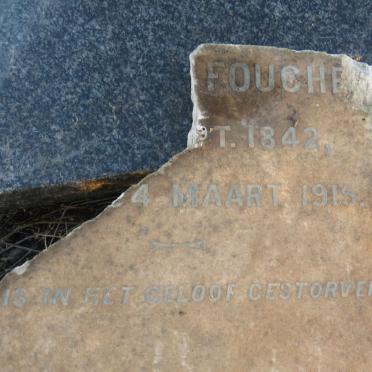 FOUCHE
T. 1842,
4 MAART 1915.
IS IN HET GELOOF GESTORVEN